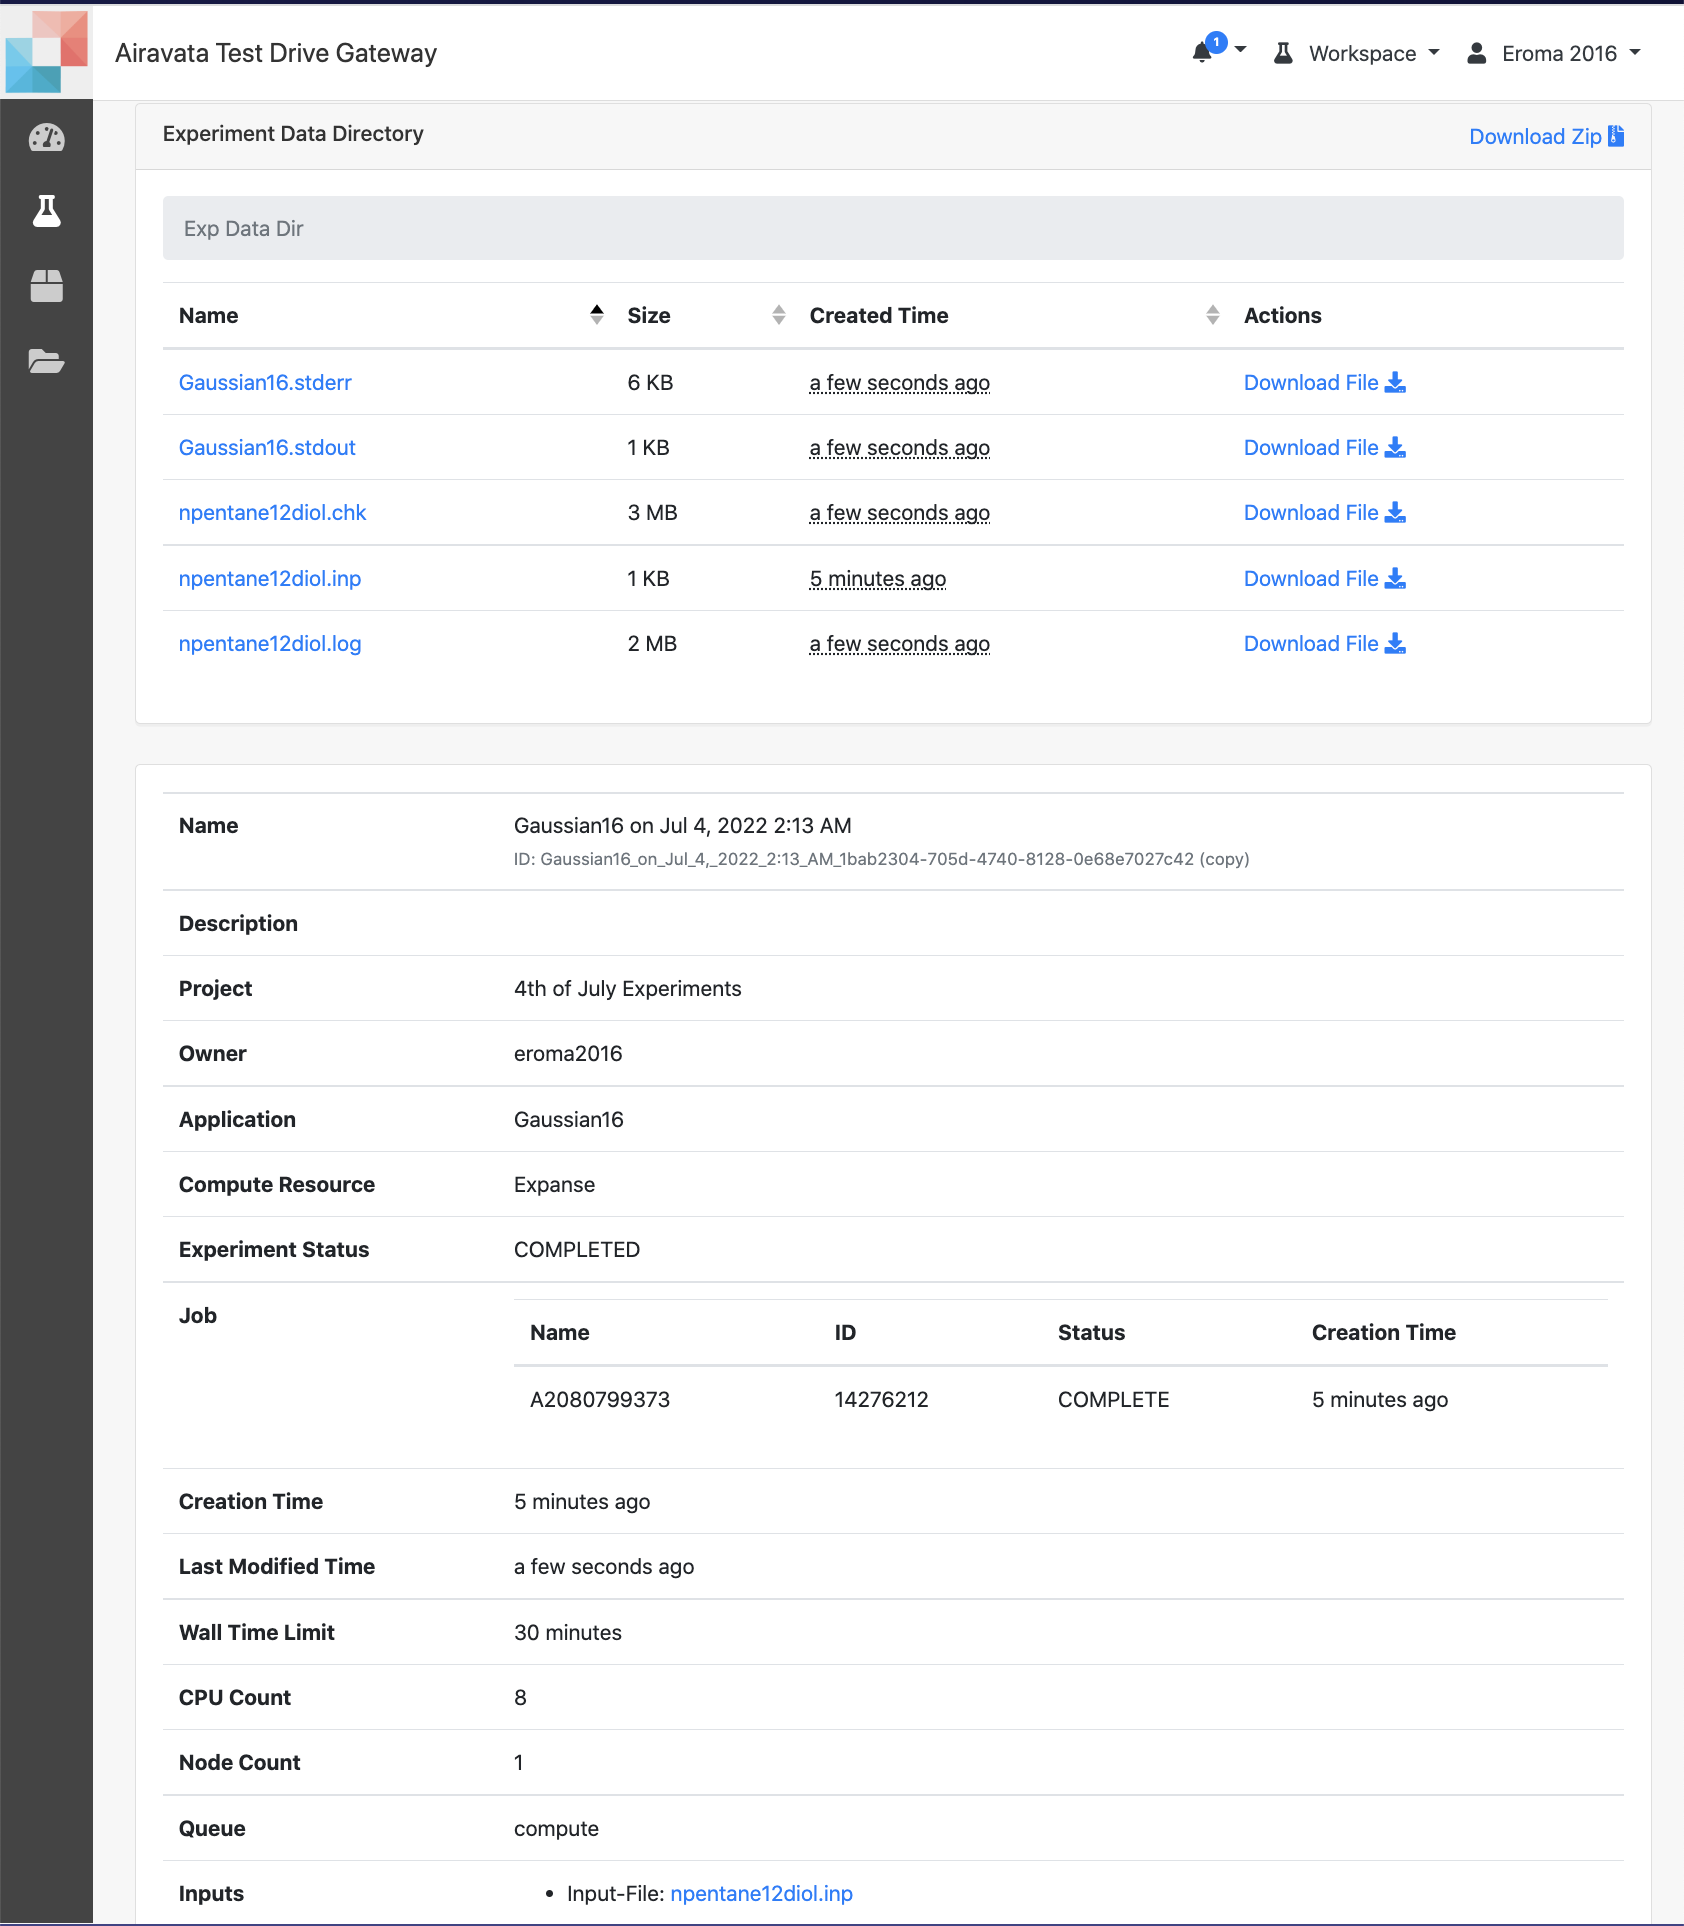 Airavata Test Drive Gateway 1 Workspace Eroma 2016
Experiment Data Directory Download Zip
Exp Data Dir
Name Size Created Time Actions
Gaussian16.stderr 6 KB a few seconds ago Download File
Gaussian16.stdout 1 KB a few seconds ago Download File
npentane12diol.chk 3 MB a few seconds ago Download File
npentane12diol.inp 1 KB 5 minutes ago Download File
npentane12diol.log 2 MB a few seconds ago Download File
Name Gaussian16 on Jul 4, 2022 2:13 AM
ID: Gaussian16_on_Jul_4,_2022_2:13_AM_1bab2304-705d-4740-8128-0e68e7027c42 (copy)
Description
Project 4th of July Experiments
Owner eroma2016
Application Gaussian16
Compute Resource Expanse
Experiment Status COMPLETED
Job
Name ID Status Creation Time
A2080799373 14276212 COMPLETE 5 minutes ago
Creation Time 5 minutes ago
Last Modified Time a few seconds ago
Wall Time Limit 30 minutes
CPU Count 8
Node Count 1
Queue compute
Inputs • Input-File: npentane12diol.inp